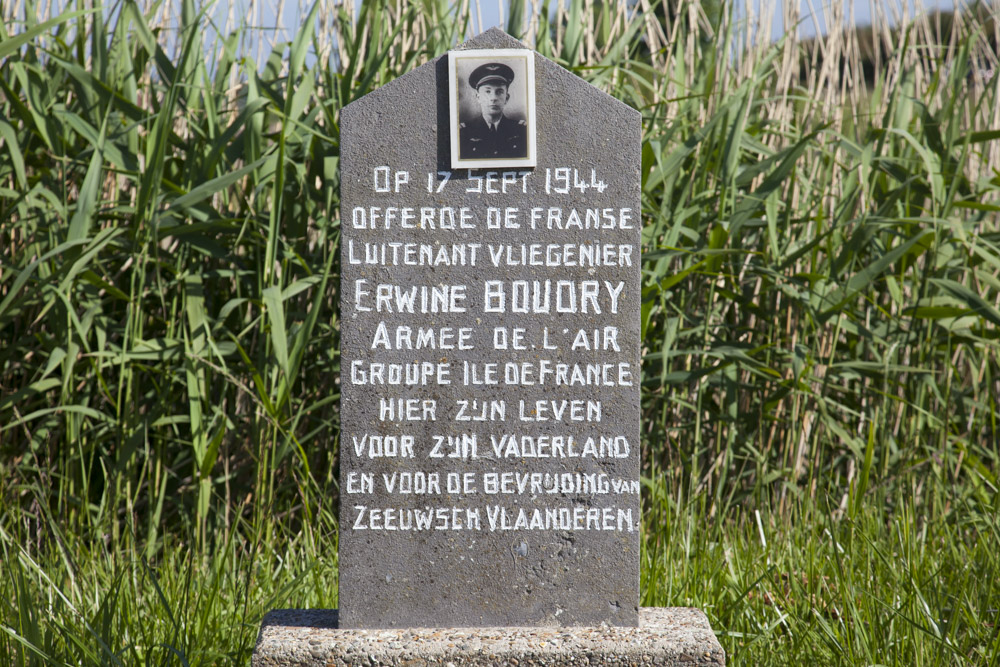 Op 17 Sept 1944
offerde de Franse
Luitenant vliegenier
Erwine BOUDRY
Armée de l'air
Groupe Ile de France
hier zijn leven
voor zijn vaderland
en voor de bevrijding van
Zeeuwsch Vlaanderen